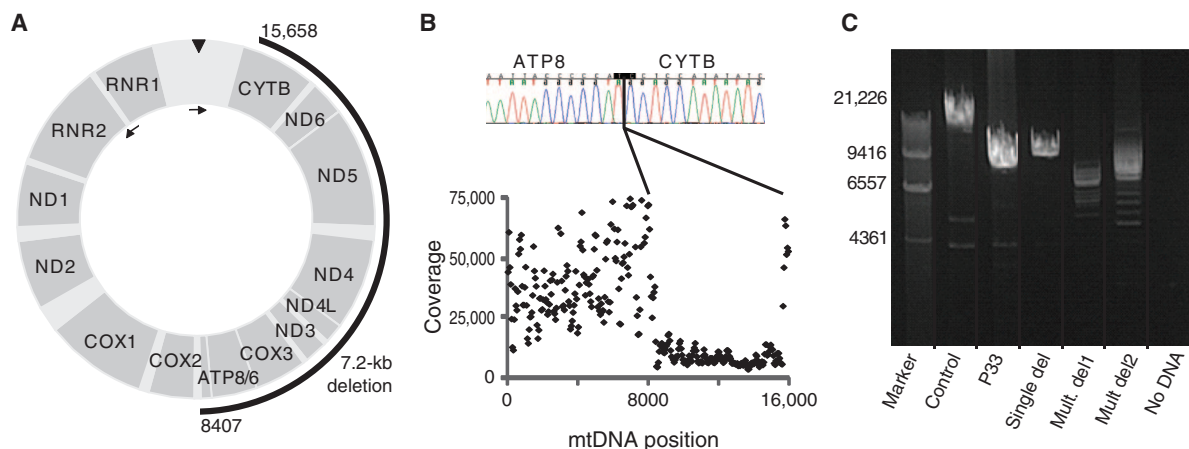 A
15,658
RNR1
CYTB
ND6
RNR2
ND5
ND1
ND2
ND4
ND4L
ND3
COX1
COX3
COX2
ATP8/6
7.2-kb
deletion
8407
B
ATP8 CYTB
75,000
50,000
25,000
0
Coverage
0 8000 16,000
mtDNA position
C
21,226
9416
6557
4361
Marker
Control
P33
Single del
Mult. del1
Mult del2
No DNA